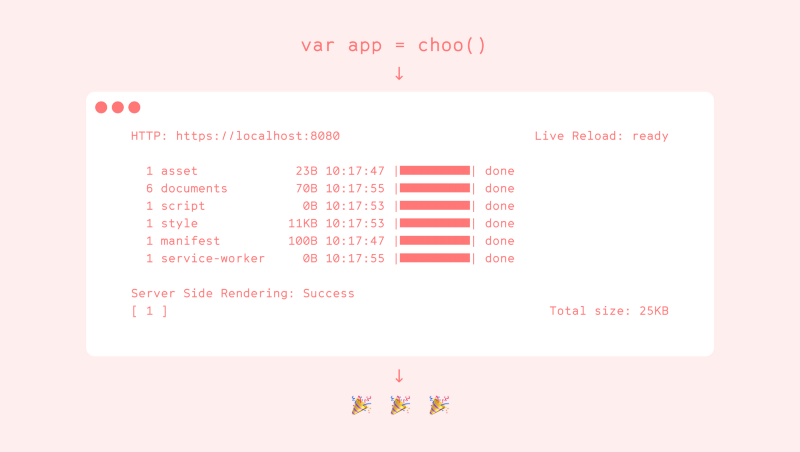 var app = choo()
↓
HTTP: https://localhost:8080 Live Reload: ready
1 asset 23B 10:17:47 |██████████| done
6 documents 70B 10:17:55 |██████████| done
1 script 0B 10:17:53 |██████████| done
1 style 11KB 10:17:53 |██████████| done
1 manifest 100B 10:17:47 |██████████| done
1 service-worker 0B 10:17:55 |██████████| done
Server Side Rendering: Success
[ 1 ] Total size: 25KB
↓
🎉 🎉 🎉